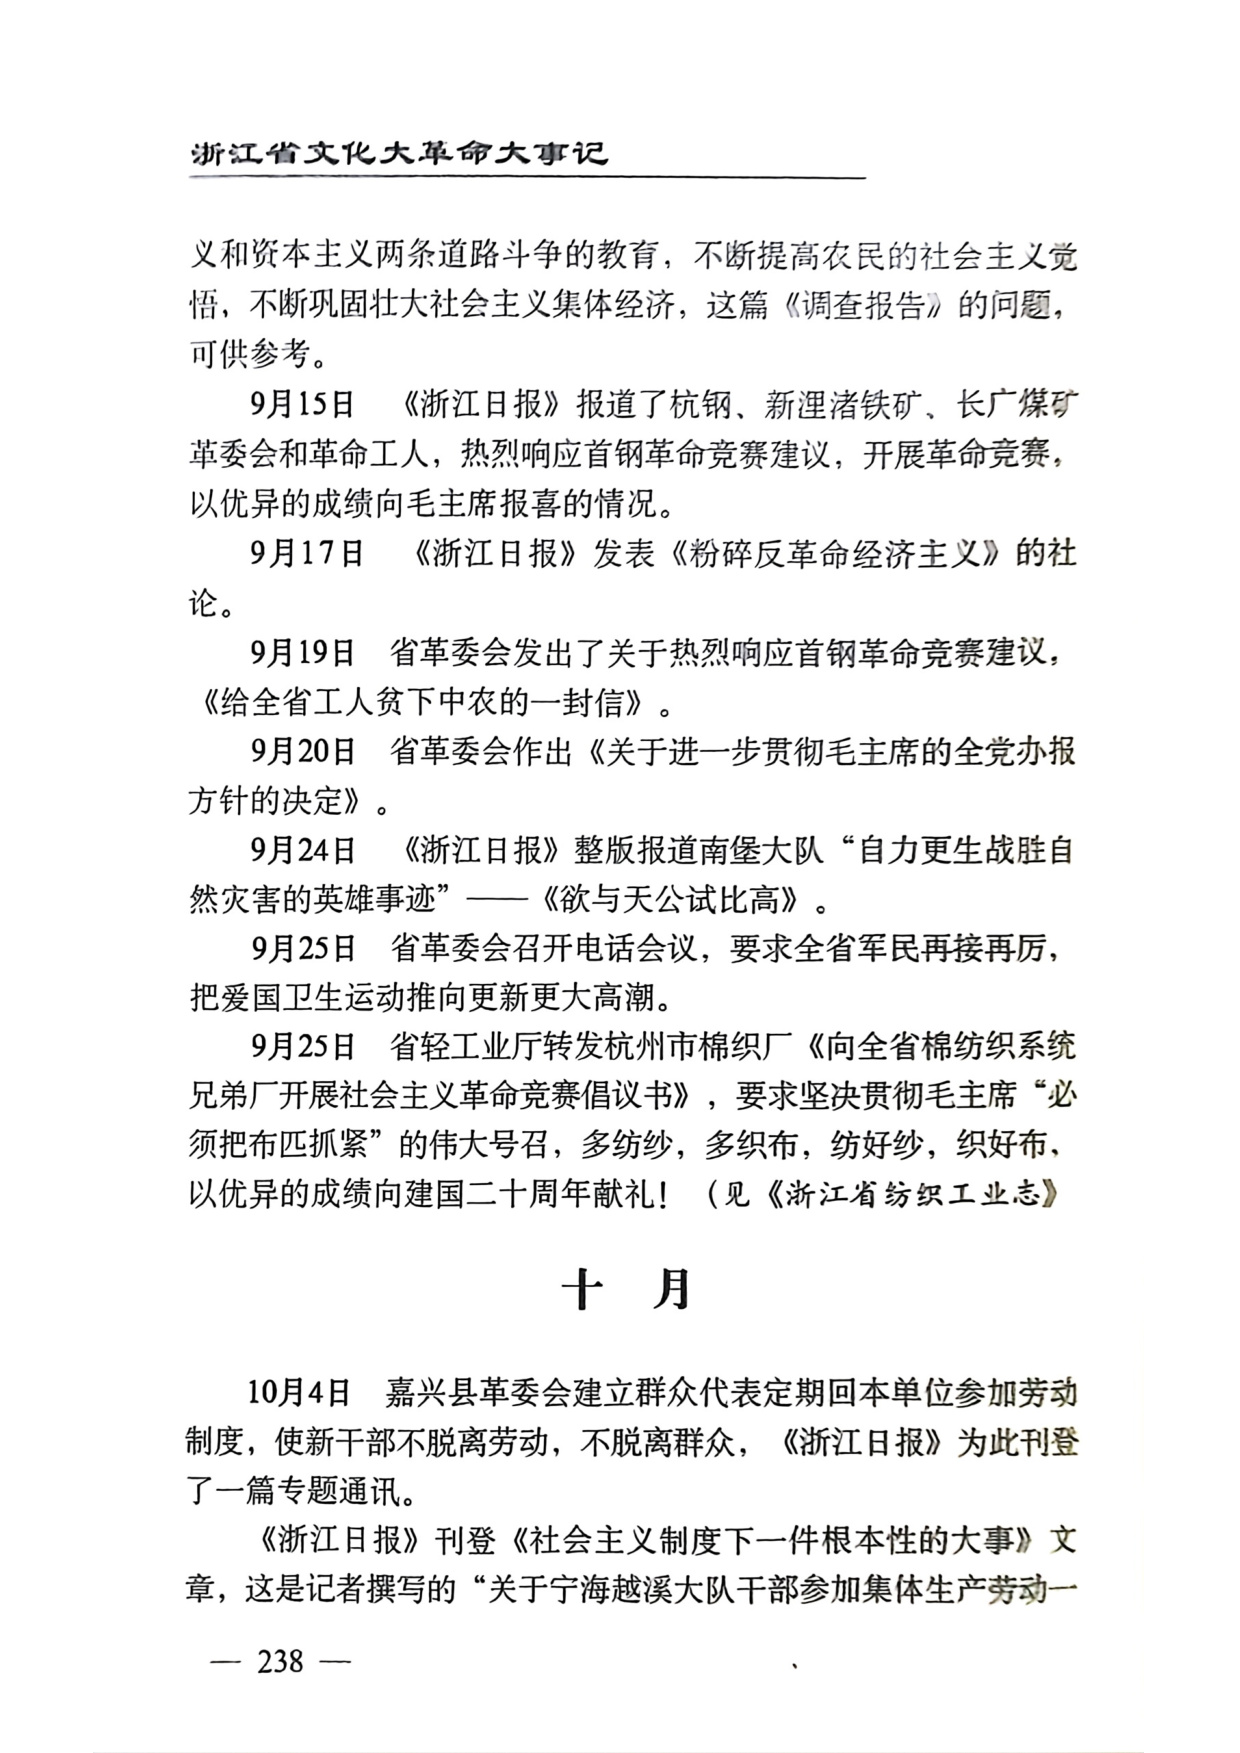 浙江省文化大革命大事记
义和资本主义两条道路斗争的教育，不断提高农民的社会主义觉
悟，不断巩固壮大社会主义集体经济，这篇《调查报告》的问题，
可供参考。
9月15日　《浙江日报》报道了杭钢、新浬渚铁矿、长广煤矿
革委会和革命工人，热烈响应首钢革命竞赛建议，开展革命竞赛，
以优异的成绩向毛主席报喜的情况。
9月17日　《浙江日报》发表《粉碎反革命经济主义》的社
论。
9月19日　省革委会发出了关于热烈响应首钢革命竞赛建议，
《给全省工人贫下中农的一封信》。
9月20日　省革委会作出《关于进一步贯彻毛主席的全党办报
方针的决定》。
9月24日　《浙江日报》整版报道南堡大队“自力更生战胜自
然灾害的英雄事迹”——《欲与天公试比高》。
9月25日　省革委会召开电话会议，要求全省军民再接再厉，
把爱国卫生运动推向更新更大高潮。
9月25日　省轻工业厅转发杭州市棉织厂《向全省棉纺织系统
兄弟厂开展社会主义革命竞赛倡议书》，要求坚决贯彻毛主席“必
须把布匹抓紧”的伟大号召，多纺纱，多织布，纺好纱，织好布，
以优异的成绩向建国二十周年献礼！（见《浙江省纺织工业志》
十　月
10月4日　嘉兴县革委会建立群众代表定期回本单位参加劳动
制度，使新干部不脱离劳动，不脱离群众，《浙江日报》为此刊登
了一篇专题通讯。
《浙江日报》刊登《社会主义制度下一件根本性的大事》文
章，这是记者撰写的“关于宁海越溪大队干部参加集体生产劳动一
— 238 —